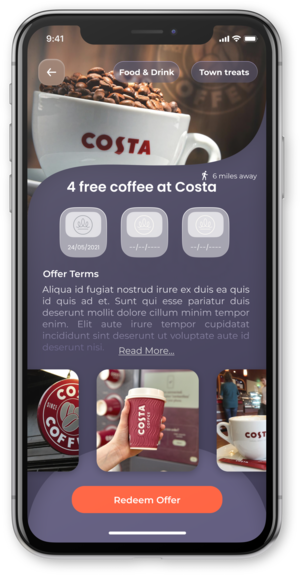 9:41
Food & Drink
Town treats
COFFEE
COSTA
6 miles away
4 free coffee at Costa
24/05/2021
--/--/----
--/--/----
Offer Terms
Aliqua id fugiat nostrud irure ex duis ea quis
id quis ad et. Sunt qui esse pariatur duis
deserunt mollit dolore cillum minim tempor
enim. Elit aute irure tempor cupidatat
incididunt sint deserunt ut voluptate aute id
deserunt nisi.
Read More...
SINCE
COSTA
COFFEE
COSTA
COFFEE
COST
Redeem Offer